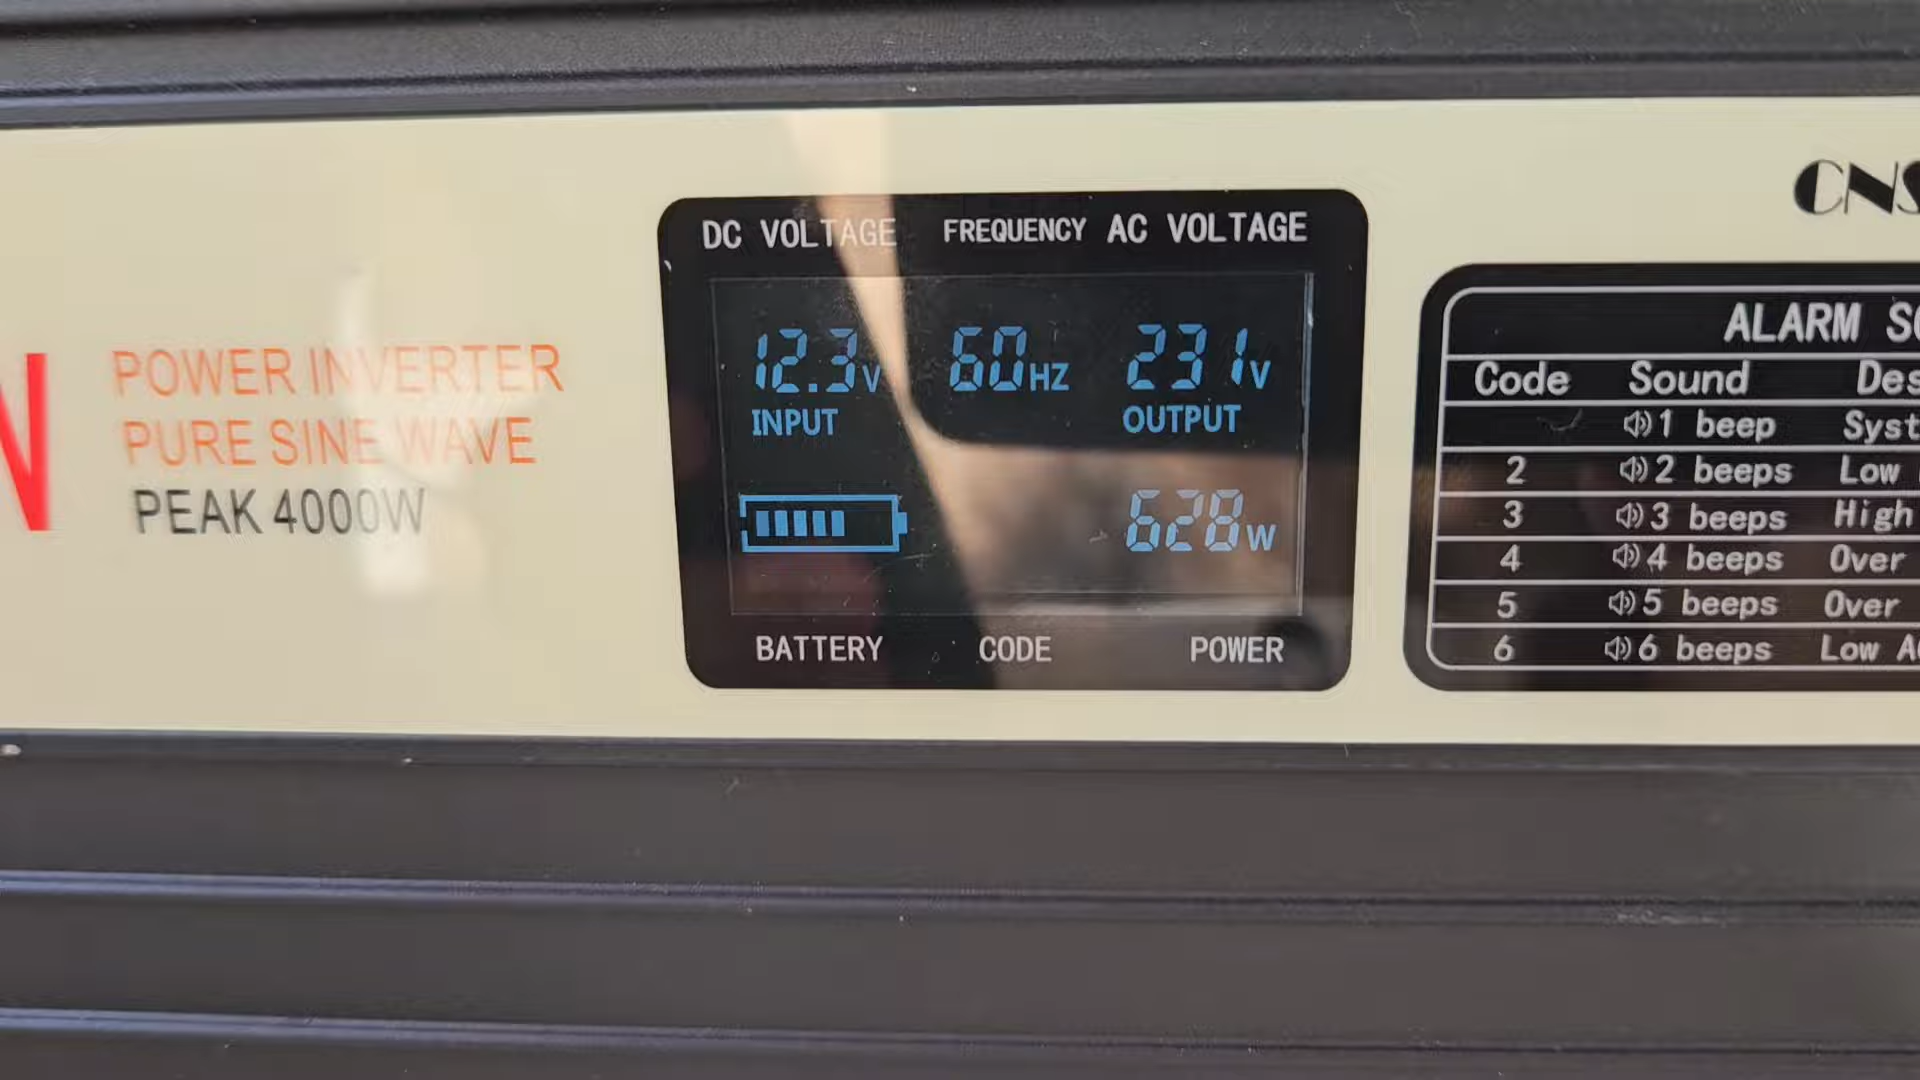 POWER INVERTER
PURE SINE WAVE
PEAK 4000W
DC VOLTAGE FREQUENCY AC VOLTAGE
12.3V 60HZ 231V
INPUT OUTPUT
628W
BATTERY CODE POWER
CNS
ALARM SO
Code Sound Des
1 beep Syst
2 2 beeps Low
3 3 beeps High
4 4 beeps Over
5 5 beeps Over
6 6 beeps Low A